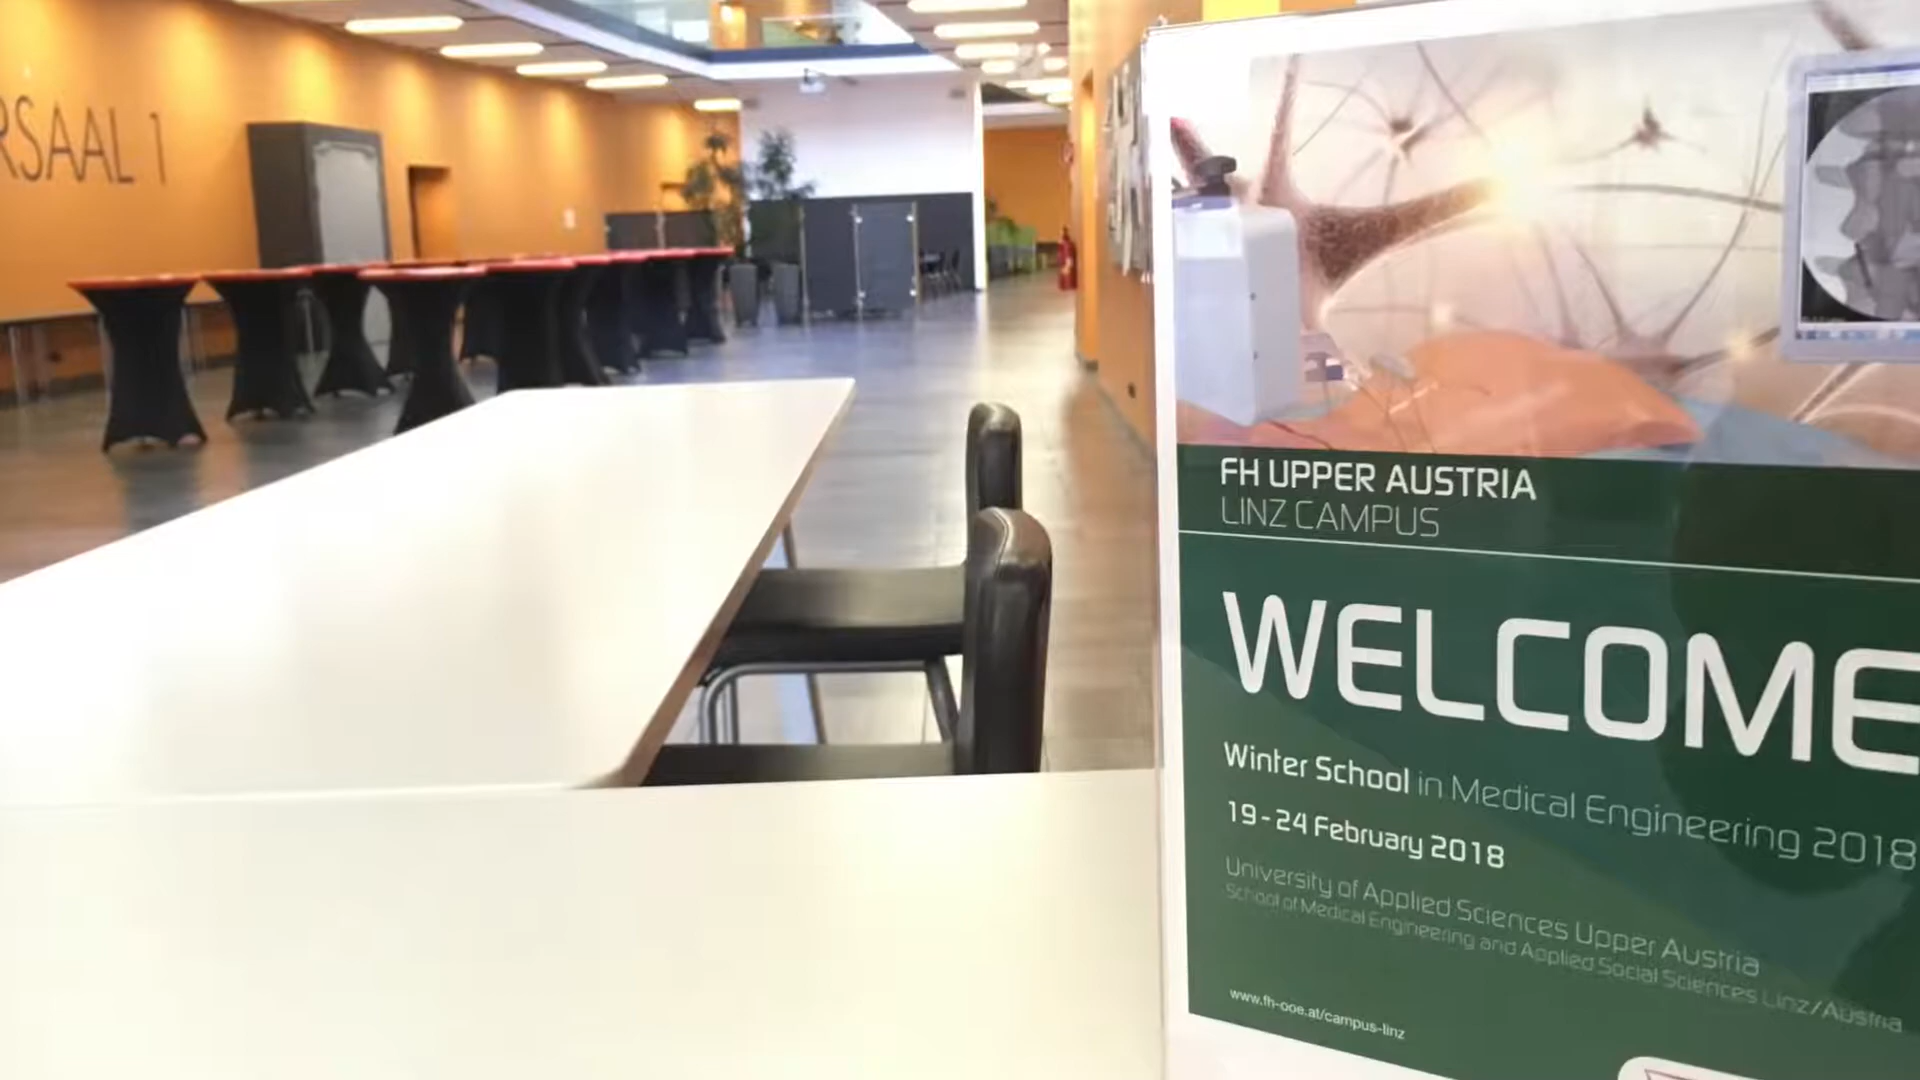 RSAAL 1
FH UPPER AUSTRIA
LINZ CAMPUS
WELCOME
Winter School in Medical Engineering 2018
19-24 February 2018
University of Applied Sciences Upper Austria
School of Medical Engineering and Applied Social Sciences Linz/Austria
www.fh-ooe.at/campus-linz